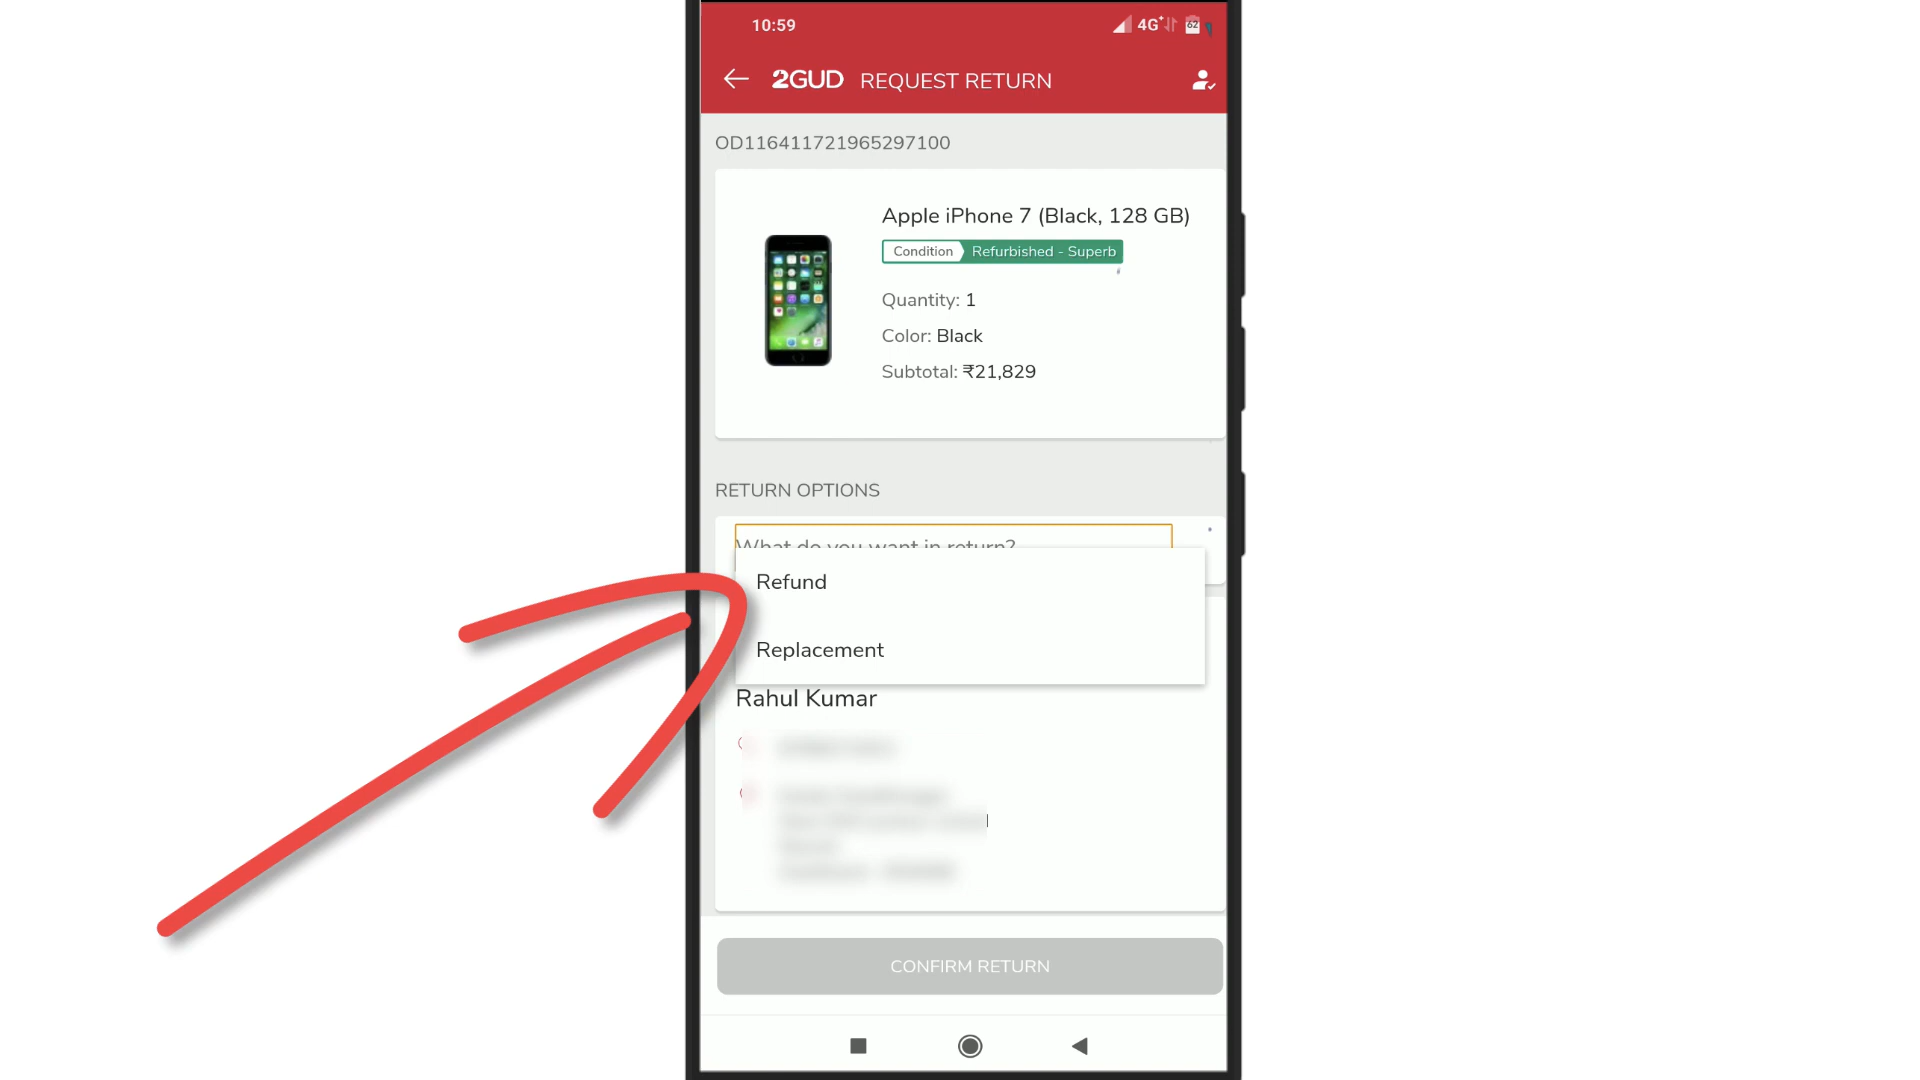 10:59
4G+
62
2GUD REQUEST RETURN
OD116411721965297100
Apple iPhone 7 (Black, 128 GB)
Condition Refurbished - Superb
Quantity: 1
Color: Black
Subtotal: ₹21,829
RETURN OPTIONS
What do you want in return?
Refund
Replacement
Rahul Kumar
CONFIRM RETURN